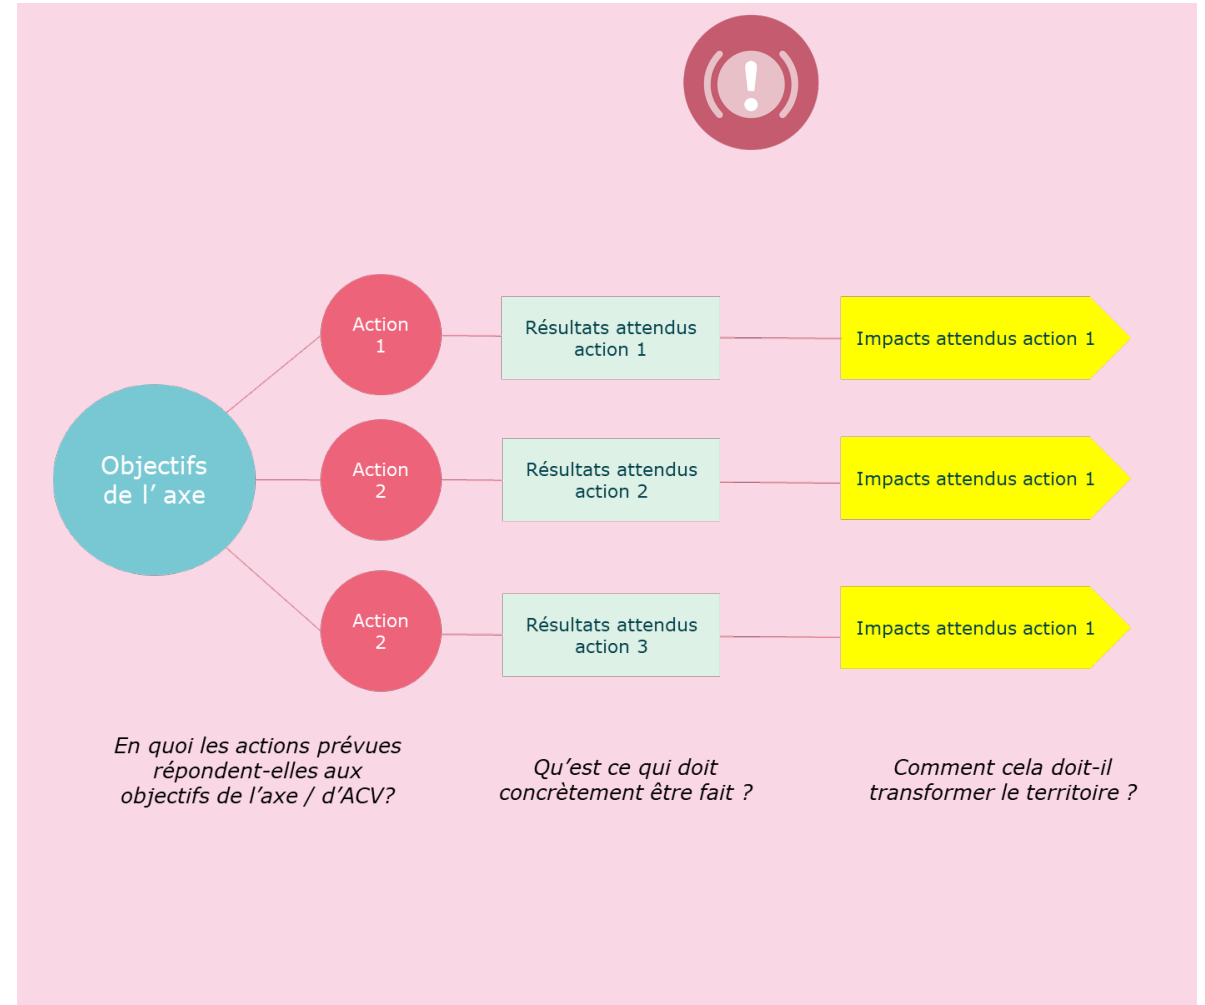 !
Objectifs
de l’ axe
Action
1
Résultats attendus
action 1
Impacts attendus action 1
Action
2
Résultats attendus
action 2
Impacts attendus action 1
Action
2
Résultats attendus
action 3
Impacts attendus action 1
En quoi les actions prévues
répondent-elles aux
objectifs de l’axe / d’ACV?
Qu’est ce qui doit
concrètement être fait ?
Comment cela doit-il
transformer le territoire ?